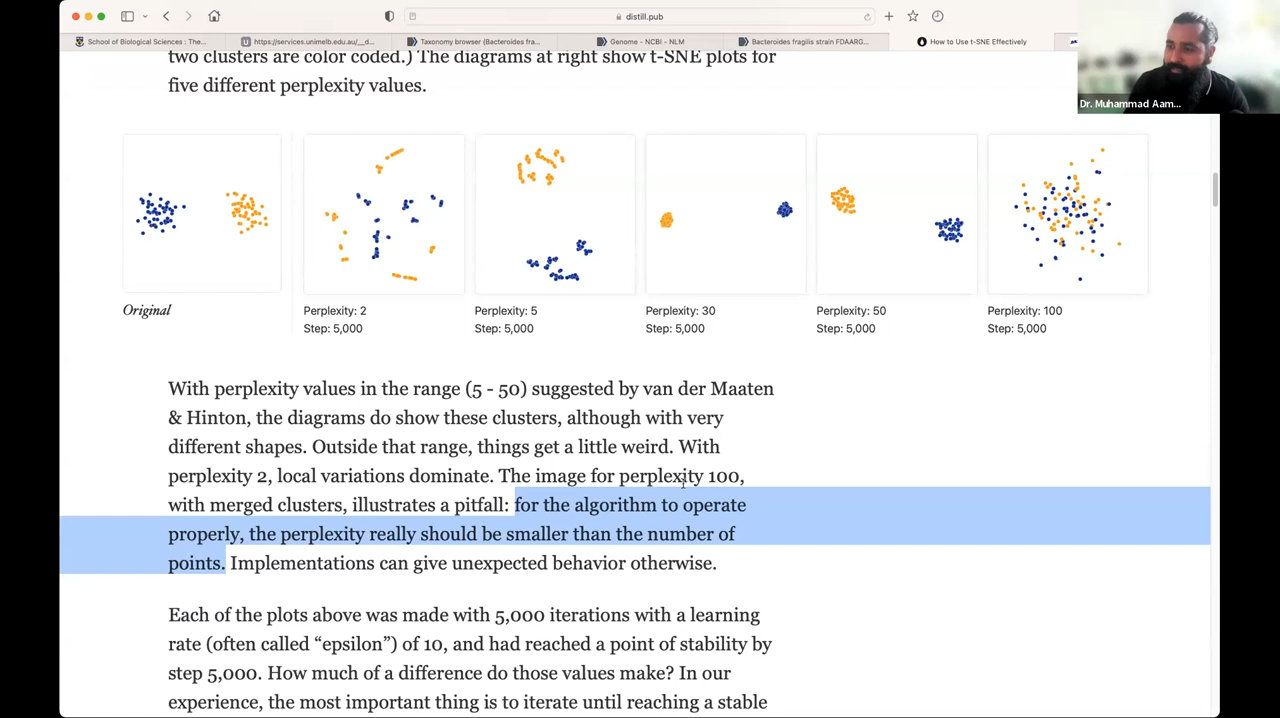 distill.pub
School of Biological Sciences : The...
https://services.unimelb.edu.au/__d...
Taxonomy browser (Bacteroides fra...
Genome - NCBI - NLM
Bacteroides fragilis strain FDAARG...
How to Use t-SNE Effectively
Dr. Muhammad Aam...
two clusters are color coded.) The diagrams at right show t-SNE plots for
five different perplexity values.
Original
Perplexity: 2
Step: 5,000
Perplexity: 5
Step: 5,000
Perplexity: 30
Step: 5,000
Perplexity: 50
Step: 5,000
Perplexity: 100
Step: 5,000
With perplexity values in the range (5 - 50) suggested by van der Maaten
& Hinton, the diagrams do show these clusters, although with very
different shapes. Outside that range, things get a little weird. With
perplexity 2, local variations dominate. The image for perplexity 100,
with merged clusters, illustrates a pitfall: for the algorithm to operate
properly, the perplexity really should be smaller than the number of
points. Implementations can give unexpected behavior otherwise.
Each of the plots above was made with 5,000 iterations with a learning
rate (often called “epsilon”) of 10, and had reached a point of stability by
step 5,000. How much of a difference do those values make? In our
experience, the most important thing is to iterate until reaching a stable